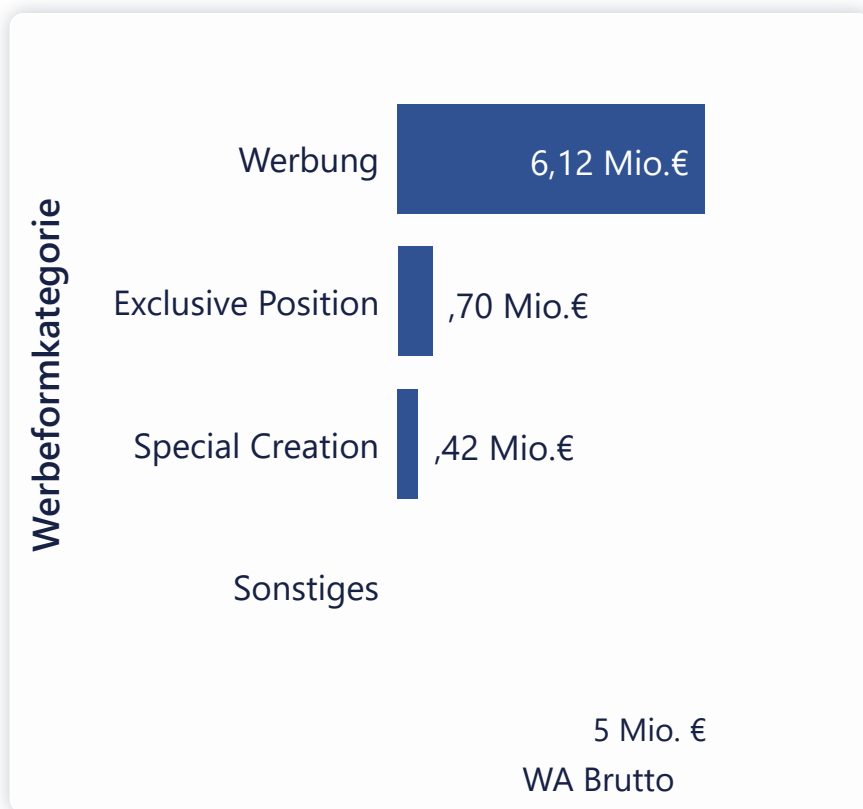 Werbeformkategorie
Werbung
6,12 Mio.€
Exclusive Position
,70 Mio.€
Special Creation
,42 Mio.€
Sonstiges
5 Mio. €
WA Brutto